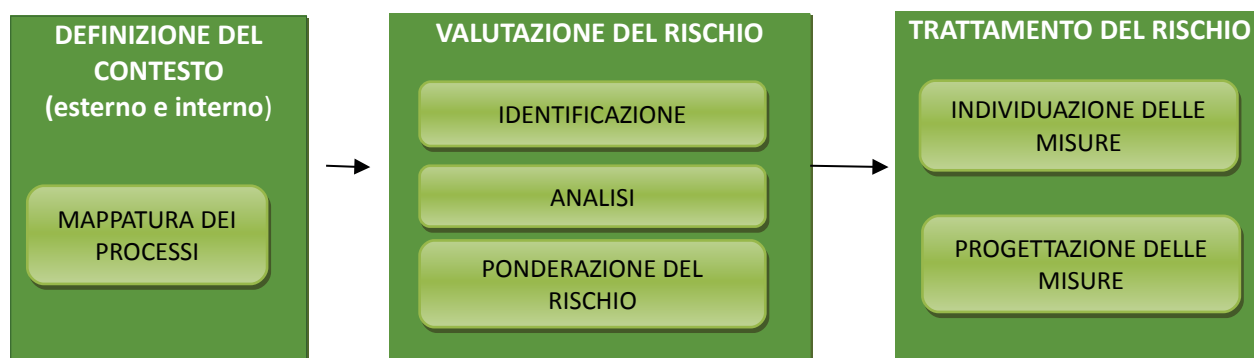 DEFINIZIONE DEL
CONTESTO
(esterno e interno)
MAPPATURA DEI
PROCESSI
VALUTAZIONE DEL RISCHIO
IDENTIFICAZIONE
ANALISI
PONDERAZIONE DEL
RISCHIO
TRATTAMENTO DEL RISCHIO
INDIVIDUAZIONE DELLE
MISURE
PROGETTAZIONE DELLE
MISURE